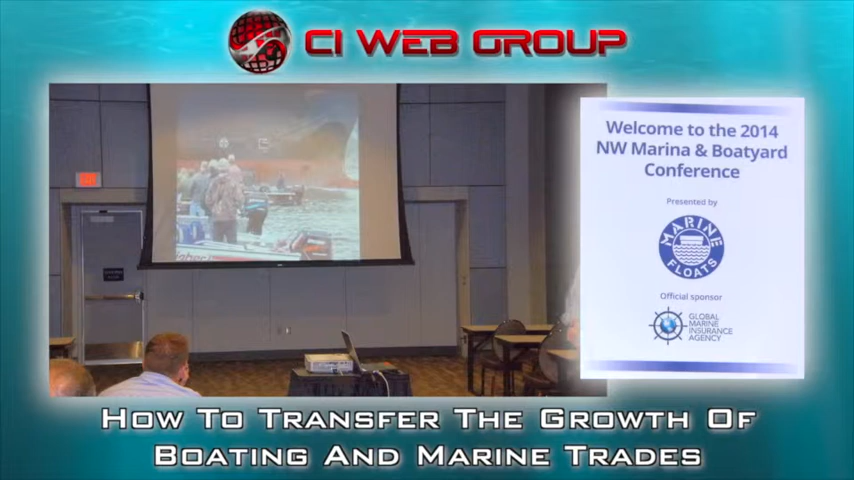 CI WEB GROUP
Welcome to the 2014
NW Marina & Boatyard
Conference
Presented by
MARINE
FLOATS
Official sponsor
GLOBAL
MARINE
INSURANCE
AGENCY
HOW TO TRANSFER THE GROWTH OF
BOATING AND MARINE TRADES